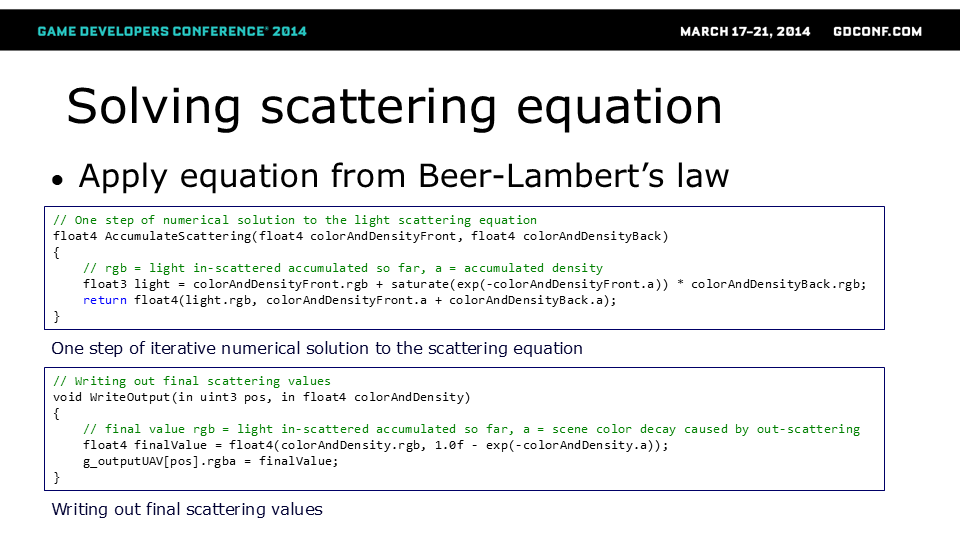 GAME DEVELOPERS CONFERENCE® 2014 MARCH 17–21, 2014 GDCONF.COM
Solving scattering equation
• Apply equation from Beer-Lambert’s law
// One step of numerical solution to the light scattering equation
float4 AccumulateScattering(float4 colorAndDensityFront, float4 colorAndDensityBack)
{
    // rgb = light in-scattered accumulated so far, a = accumulated density
    float3 light = colorAndDensityFront.rgb + saturate(exp(-colorAndDensityFront.a)) * colorAndDensityBack.rgb;
    return float4(light.rgb, colorAndDensityFront.a + colorAndDensityBack.a);
}
One step of iterative numerical solution to the scattering equation
// Writing out final scattering values
void WriteOutput(in uint3 pos, in float4 colorAndDensity)
{
    // final value rgb = light in-scattered accumulated so far, a = scene color decay caused by out-scattering
    float4 finalValue = float4(colorAndDensity.rgb, 1.0f - exp(-colorAndDensity.a));
    g_outputUAV[pos].rgba = finalValue;
}
Writing out final scattering values